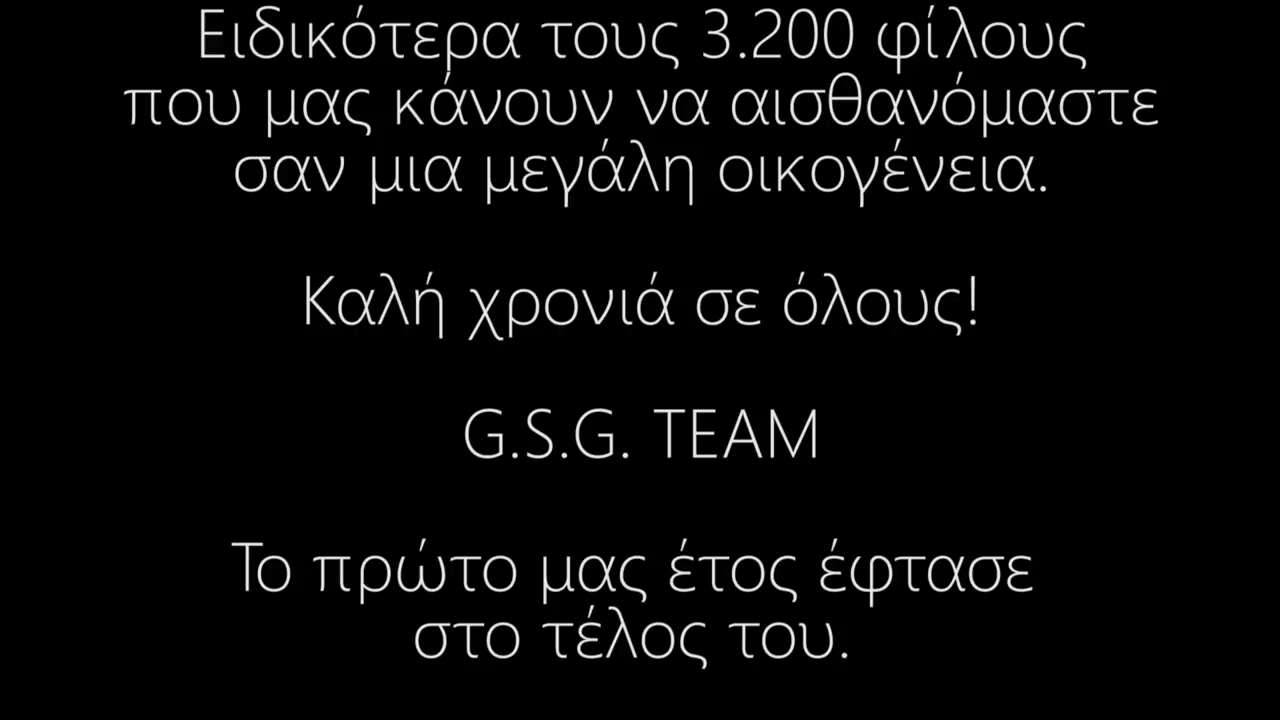 Ειδικότερα τους 3.200 φίλους
που μας κάνουν να αισθανόμαστε
σαν μια μεγάλη οικογένεια.
Καλή χρονιά σε όλους!
G.S.G. TEAM
Το πρώτο μας έτος έφτασε
στο τέλος του.